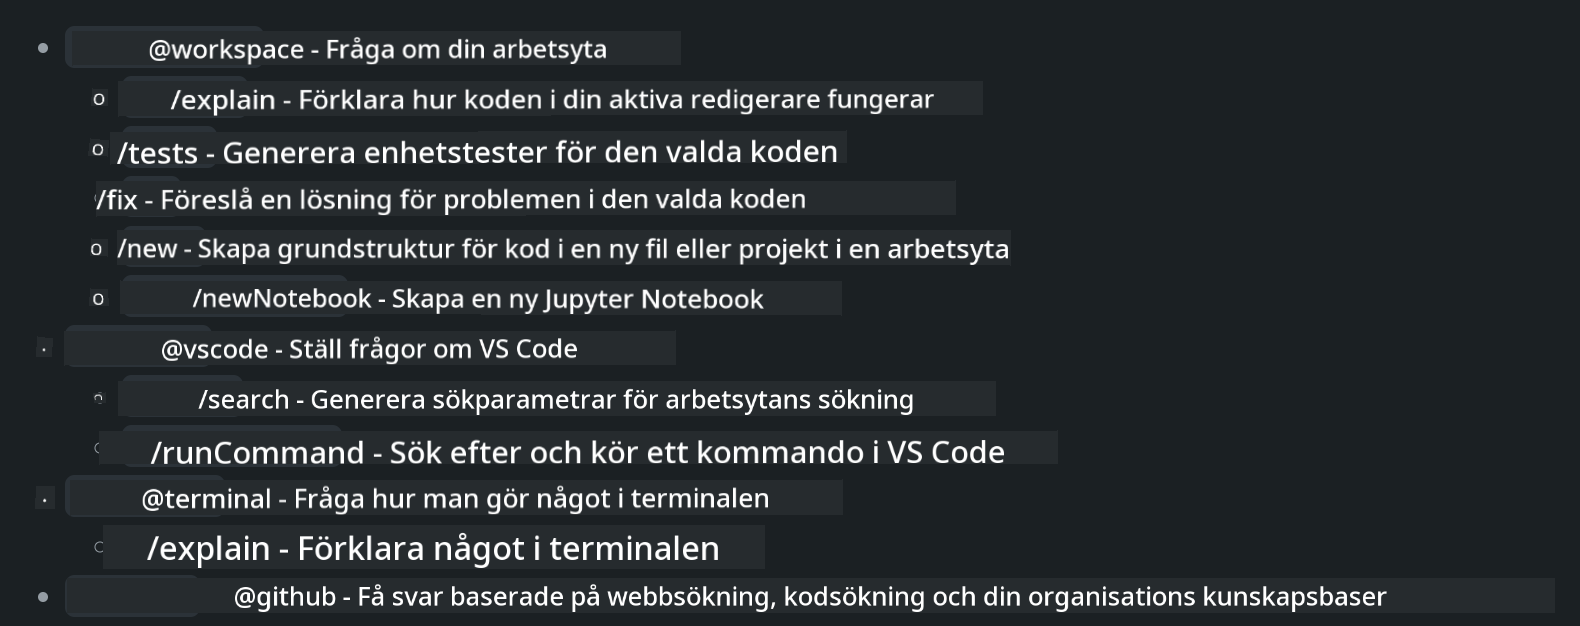 @workspace - Fråga om din arbetsyta
/explain - Förklara hur koden i din aktiva redigerare fungerar
/tests - Generera enhetstester för den valda koden
/fix - Föreslå en lösning för problemen i den valda koden
/new - Skapa grundstruktur för kod i en ny fil eller projekt i en arbetsyta
/newNotebook - Skapa en ny Jupyter Notebook
@vscode - Ställ frågor om VS Code
/search - Generera sökparametrar för arbetsytans sökning
/runCommand - Sök efter och kör ett kommando i VS Code
@terminal - Fråga hur man gör något i terminalen
/explain - Förklara något i terminalen
@github - Få svar baserade på webbsökning, kodsökning och din organisations kunskapsbaser